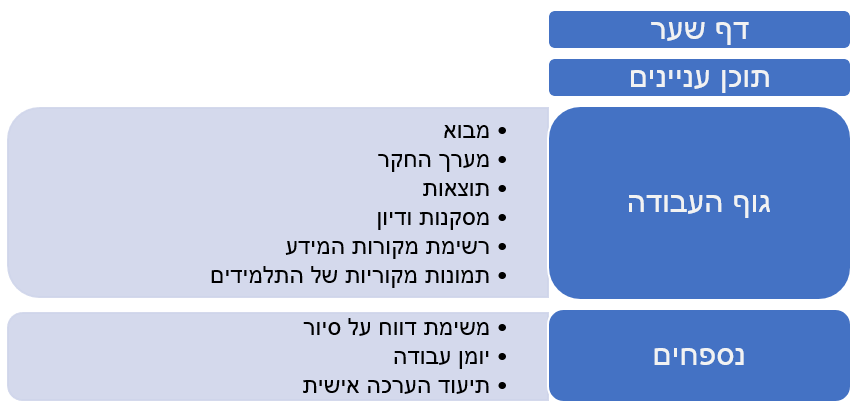 דף שער
תוכן עניינים
גוף העבודה
• מבוא
• מערך החקר
• תוצאות
• מסקנות ודיון
• רשימת מקורות המידע
• תמונות מקוריות של התלמידים
נספחים
• משימת דווח על סיור
• יומן עבודה
• תיעוד הערכה אישית